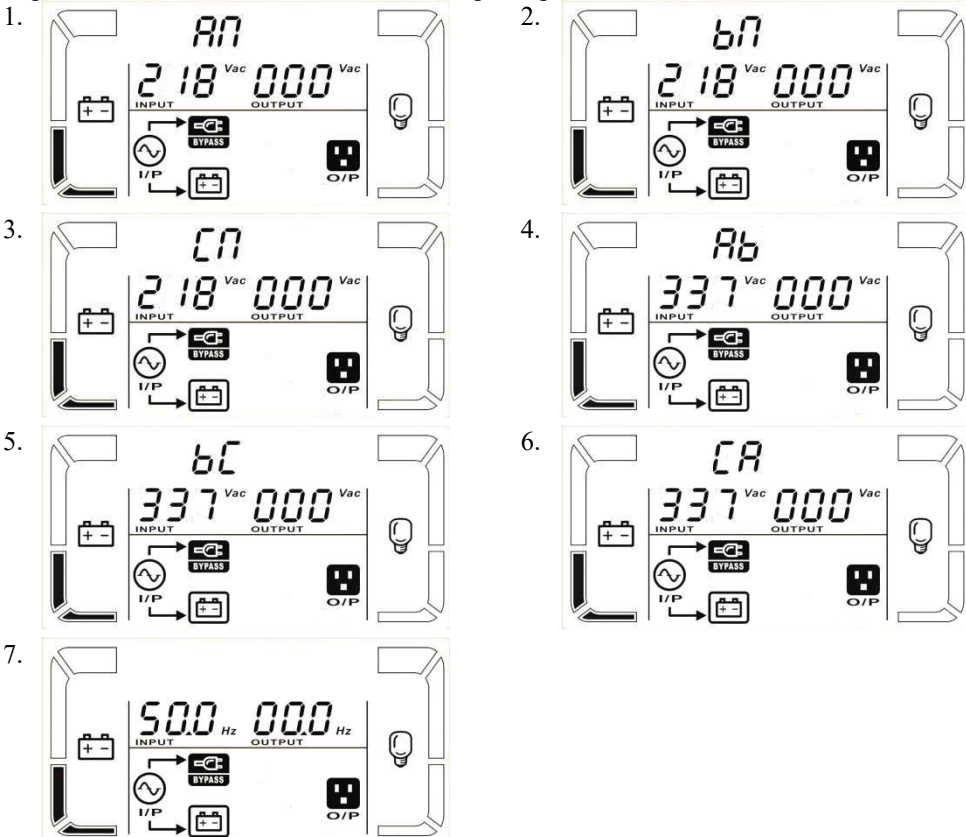 1.
AN
218 Vac 000 Vac
INPUT OUTPUT
+ -
BYPASS
I/P
+ -
O/P
2.
bN
218 Vac 000 Vac
INPUT OUTPUT
+ -
BYPASS
I/P
+ -
O/P
3.
CN
218 Vac 000 Vac
INPUT OUTPUT
+ -
BYPASS
I/P
+ -
O/P
4.
Ab
337 Vac 000 Vac
INPUT OUTPUT
+ -
BYPASS
I/P
+ -
O/P
5.
bC
337 Vac 000 Vac
INPUT OUTPUT
+ -
BYPASS
I/P
+ -
O/P
6.
CA
337 Vac 000 Vac
INPUT OUTPUT
+ -
BYPASS
I/P
+ -
O/P
7.
50.0 Hz 00.0 Hz
INPUT OUTPUT
+ -
BYPASS
I/P
+ -
O/P